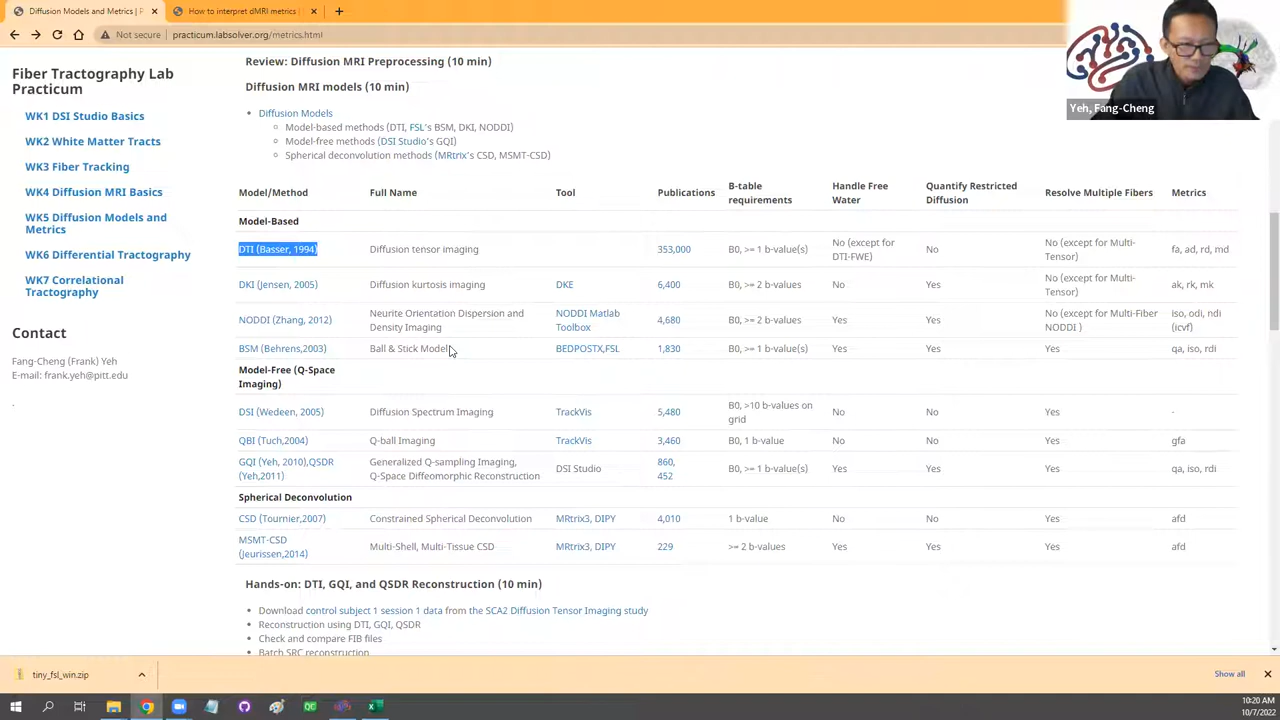 Diffusion Models and Metrics | P
How to interpret dMRI metrics |
Not secure
practicum.labsolver.org/metrics.html
Yeh, Fang-Cheng
Fiber Tractography Lab
Practicum
WK1 DSI Studio Basics
WK2 White Matter Tracts
WK3 Fiber Tracking
WK4 Diffusion MRI Basics
WK5 Diffusion Models and
Metrics
WK6 Differential Tractography
WK7 Correlational
Tractography
Contact
Fang-Cheng (Frank) Yeh
E-mail: frank.yeh@pitt.edu
.
Review: Diffusion MRI Preprocessing (10 min)
Diffusion MRI models (10 min)
Diffusion Models
Model-based methods (DTI, FSL's BSM, DKI, NODDI)
Model-free methods (DSI Studio's GQI)
Spherical deconvolution methods (MRtrix's CSD, MSMT-CSD)
Model/Method Full Name Tool Publications B-table requirements Handle Free Water Quantify Restricted Diffusion Resolve Multiple Fibers Metrics
Model-Based
DTI (Basser, 1994) Diffusion tensor imaging 353,000 B0, >= 1 b-value(s) No (except for DTI-FWE) No No (except for Multi-Tensor) fa, ad, rd, md
DKI (Jensen, 2005) Diffusion kurtosis imaging DKE 6,400 B0, >= 2 b-values No Yes No (except for Multi-Tensor) ak, rk, mk
NODDI (Zhang, 2012) Neurite Orientation Dispersion and Density Imaging NODDI Matlab Toolbox 4,680 B0, >= 2 b-values Yes Yes No (except for Multi-Fiber NODDI ) iso, odi, ndi (icvf)
BSM (Behrens,2003) Ball & Stick Model BEDPOSTX,FSL 1,830 B0, >= 1 b-value(s) Yes Yes Yes qa, iso, rdi
Model-Free (Q-Space Imaging)
DSI (Wedeen, 2005) Diffusion Spectrum Imaging TrackVis 5,480 B0, >10 b-values on grid No No Yes -
QBI (Tuch,2004) Q-ball Imaging TrackVis 3,460 B0, 1 b-value No No Yes gfa
GQI (Yeh, 2010),QSDR (Yeh,2011) Generalized Q-sampling Imaging, Q-Space Diffeomorphic Reconstruction DSI Studio 860, 452 B0, >= 1 b-value(s) Yes Yes Yes qa, iso, rdi
Spherical Deconvolution
CSD (Tournier,2007) Constrained Spherical Deconvolution MRtrix3, DIPY 4,010 1 b-value No No Yes afd
MSMT-CSD (Jeurissen,2014) Multi-Shell, Multi-Tissue CSD MRtrix3, DIPY 229 >= 2 b-values Yes Yes Yes afd
Hands-on: DTI, GQI, and QSDR Reconstruction (10 min)
Download control subject 1 session 1 data from the SCA2 Diffusion Tensor Imaging study
Reconstruction using DTI, GQI, QSDR
Check and compare FIB files
Batch SRC reconstruction
tiny_fsl_win.zip
Show all
10:20 AM
10/7/2022